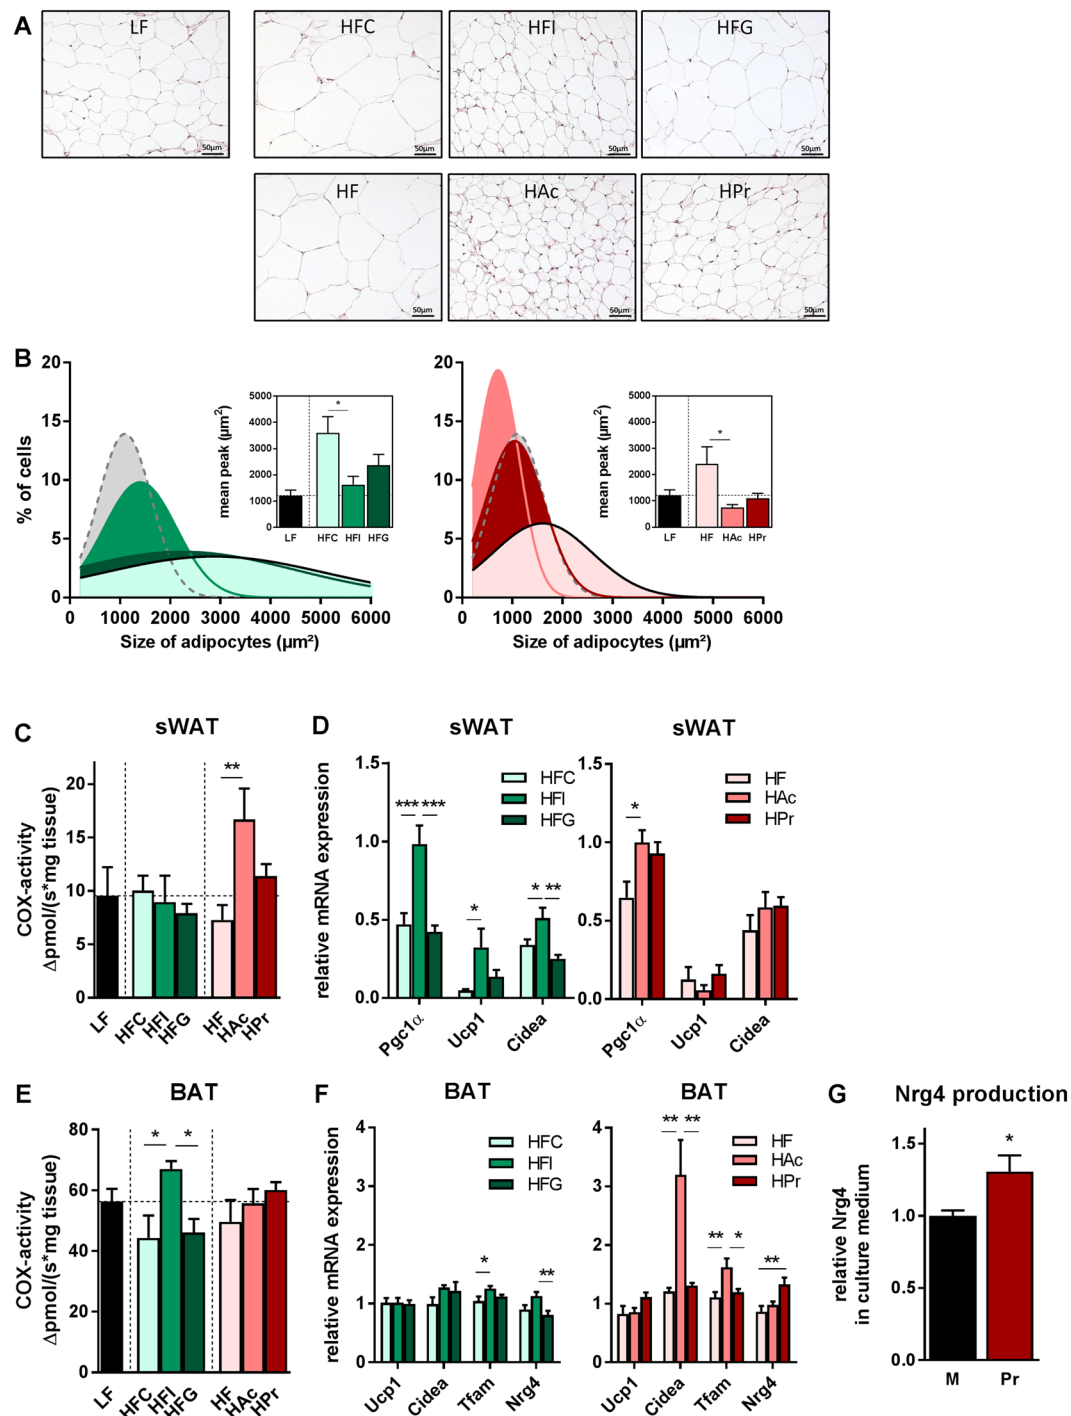 A
LF
HFC
HFI
HFG
50µm
50µm
50µm
50µm
HF
HAc
HPr
50µm
50µm
50µm
B
% of cells
20
15
10
5
0
0 1000 2000 3000 4000 5000 6000
Size of adipocytes (µm²)
mean peak (µm²)
5000
4000
3000
2000
1000
0
*
LF HFC HFI HFG
20
15
10
5
0
0 1000 2000 3000 4000 5000 6000
Size of adipocytes (µm²)
mean peak (µm²)
5000
4000
3000
2000
1000
0
*
LF HF HAc HPr
C
sWAT
COX-activity
Δpmol/(s*mg tissue)
20
15
10
5
0
**
LF HFC HFI HFG HF HAc HPr
D
sWAT
relative mRNA expression
1.5
1.0
0.5
0.0
HFC
HFI
HFG
*** ***
*
* **
Pgc1α Ucp1 Cidea
sWAT
1.5
1.0
0.5
0.0
HF
HAc
HPr
*
Pgc1α Ucp1 Cidea
E
BAT
COX-activity
Δpmol/(s*mg tissue)
80
60
40
20
0
* *
LF HFC HFI HFG HF HAc HPr
F
BAT
relative mRNA expression
4
3
2
1
0
HFC
HFI
HFG
*
**
Ucp1 Cidea Tfam Nrg4
BAT
4
3
2
1
0
HF
HAc
HPr
** **
** *
**
Ucp1 Cidea Tfam Nrg4
G
Nrg4 production
relative Nrg4
in culture medium
1.5
1.0
0.5
0.0
*
M Pr